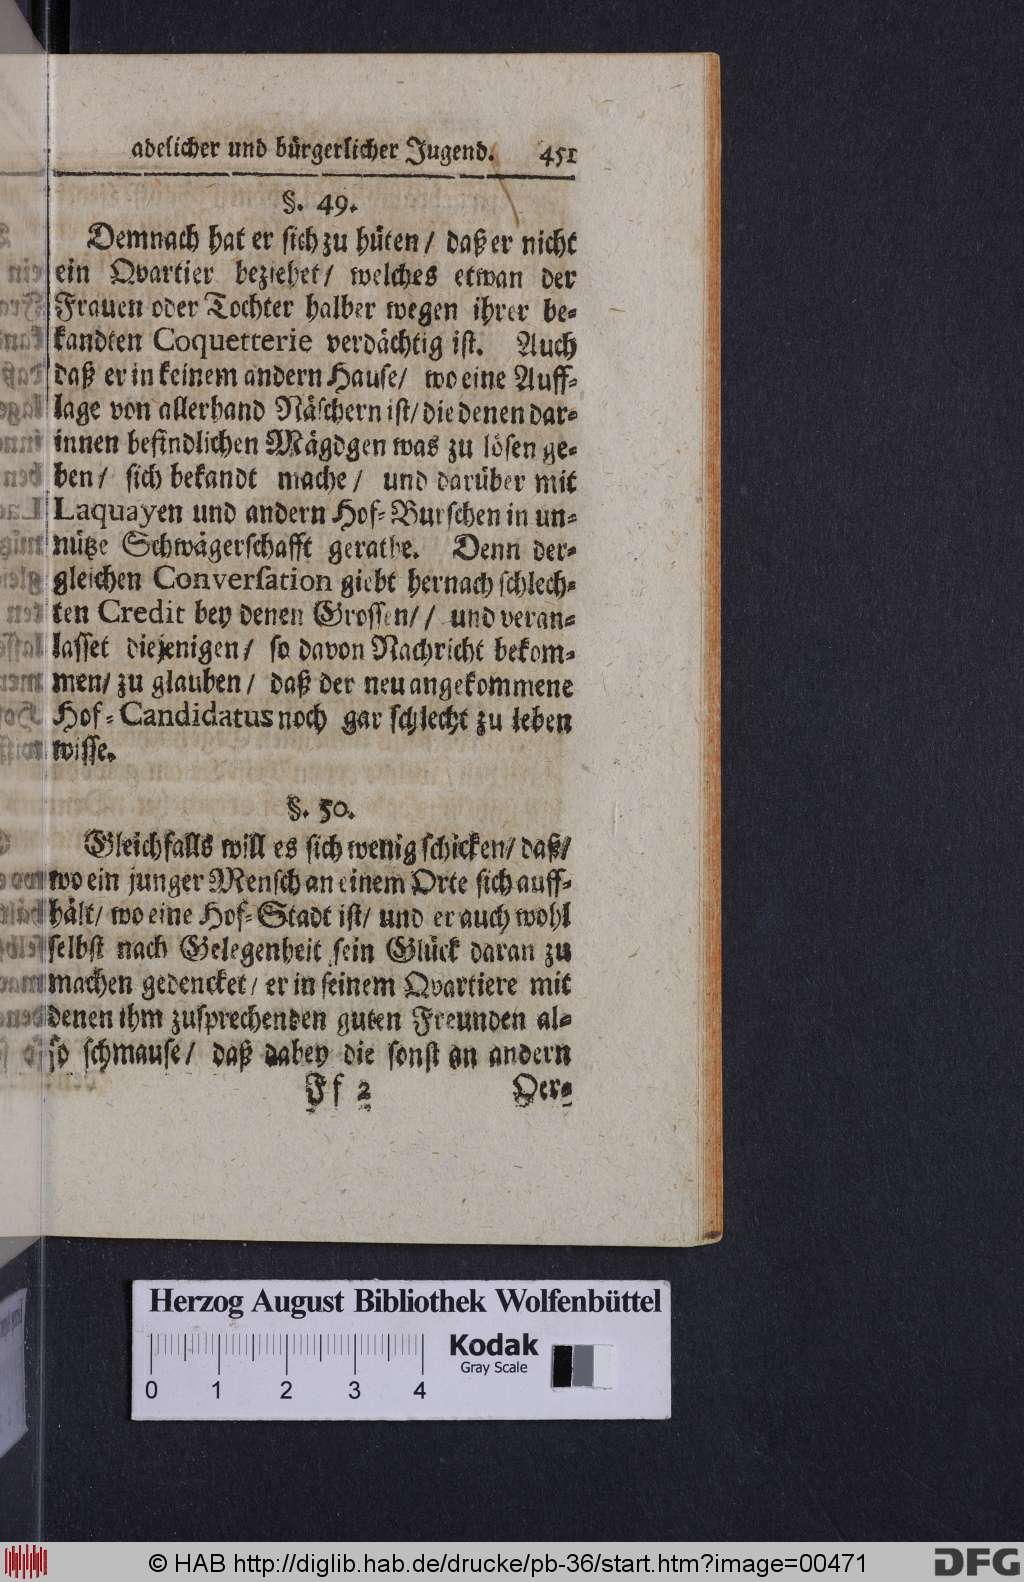 adelicher und bürgerlicher Jugend. 451
§. 49.
Demnach hat er sich zu hüten / daß er nicht
ein Qvartier beziehet / welches etwan der
Frauen oder Tochter halber wegen ihrer be-
kandten Coquetterie verdächtig ist. Auch
daß er in keinem andern Hause / wo eine Auff-
lage von allerhand Näschern ist / die denen dar-
innen befindlichen Mägdgen was zu lösen ge-
ben / sich bekandt mache / und darüber mit
Laquayen und andern Hof-Burschen in un-
nütze Schwägerschafft gerathe. Denn der-
gleichen Conversation giebt hernach schlech-
ten Credit bey denen Grossen / / und veran-
lasset diejenigen / so davon Nachricht bekom-
men / zu glauben / daß der neu angekommene
Hof-Candidatus noch gar schlecht zu leben
wisse.
§. 50.
Gleichfalls will es sich wenig schicken / daß /
wo ein junger Mensch an einem Orte sich auff-
hält / wo eine Hof-Stadt ist / und er auch wohl
selbst nach Gelegenheit sein Glück daran zu
machen gedencket / er in seinem Qvartiere mit
denen ihm zusprechenden guten Freunden al-
so schmause / daß dabey die sonst an andern
Ff 2 Oer-
Herzog August Bibliothek Wolfenbüttel
Kodak
Gray Scale
0 1 2 3 4
© HAB http://diglib.hab.de/drucke/pb-36/start.htm?image=00471
DFG